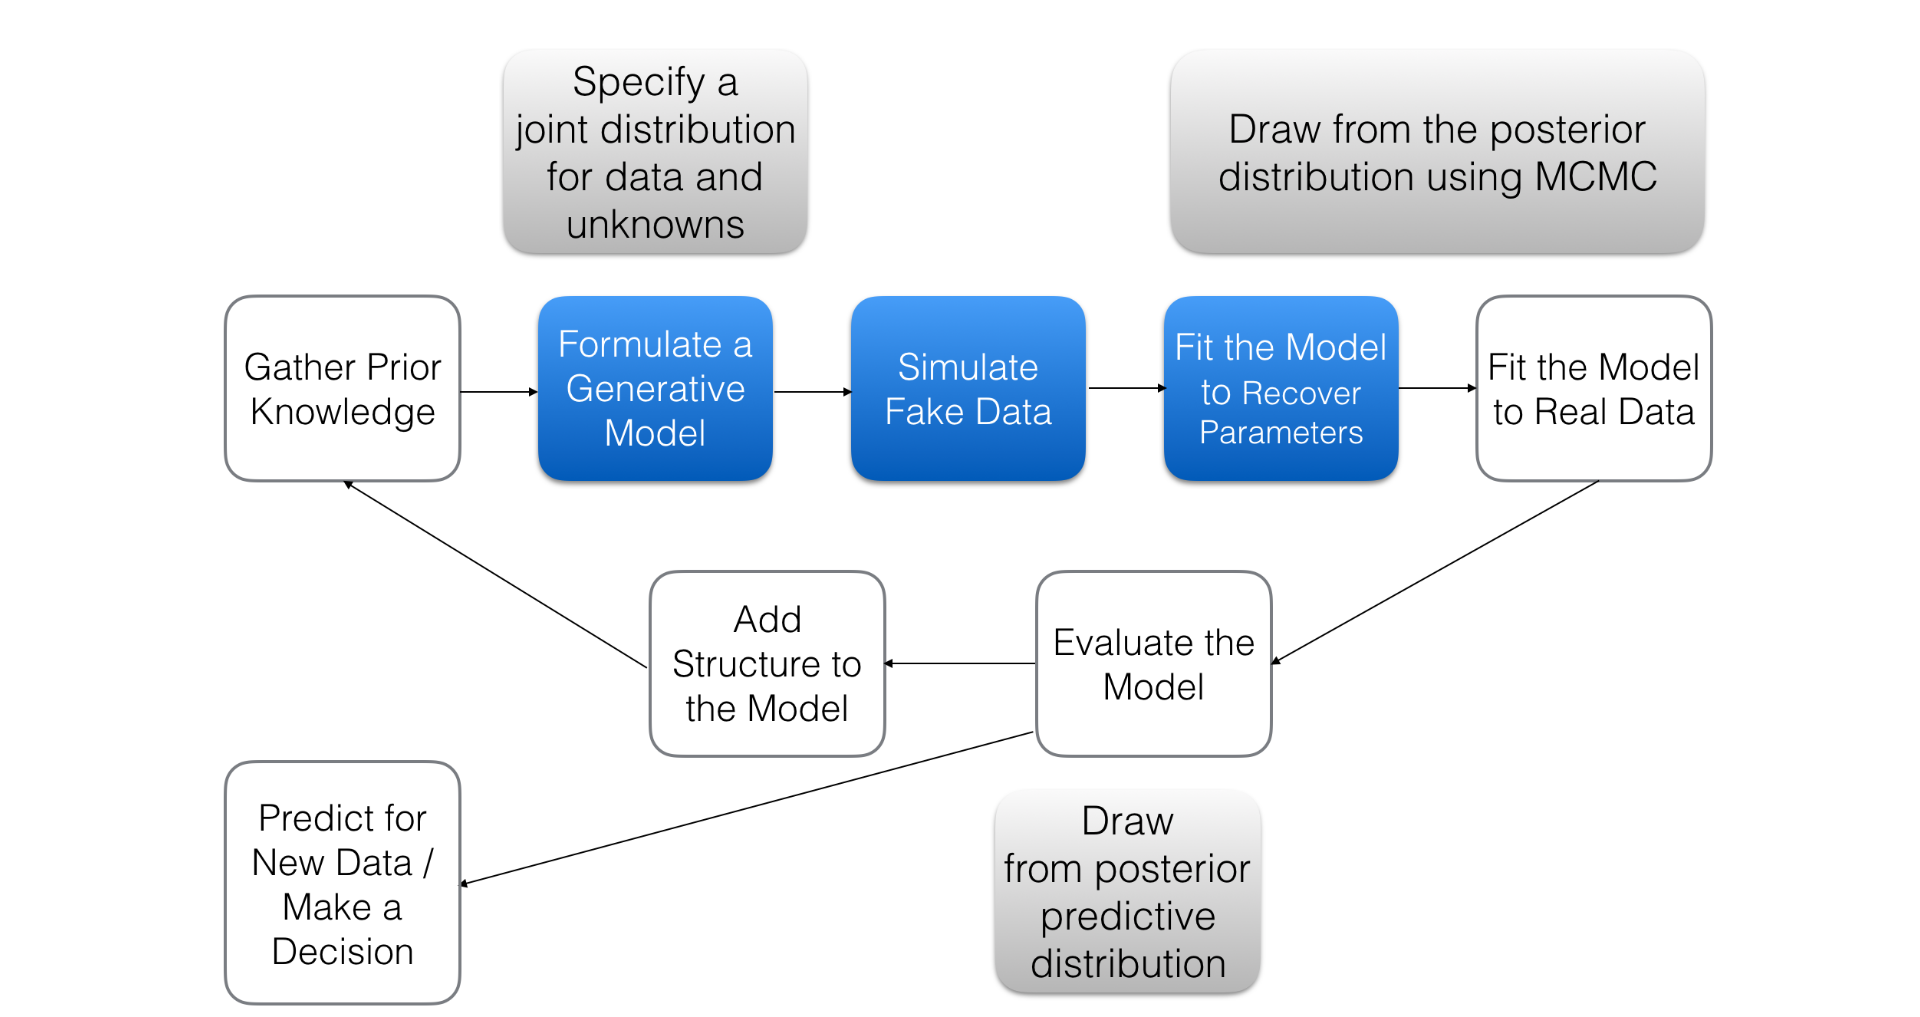 Specify a
joint distribution
for data and
unknowns
Draw from the posterior
distribution using MCMC
Gather Prior
Knowledge
Formulate a
Generative
Model
Simulate
Fake Data
Fit the Model
to Recover
Parameters
Fit the Model
to Real Data
Add
Structure to
the Model
Evaluate the
Model
Predict for
New Data /
Make a
Decision
Draw
from posterior
predictive
distribution